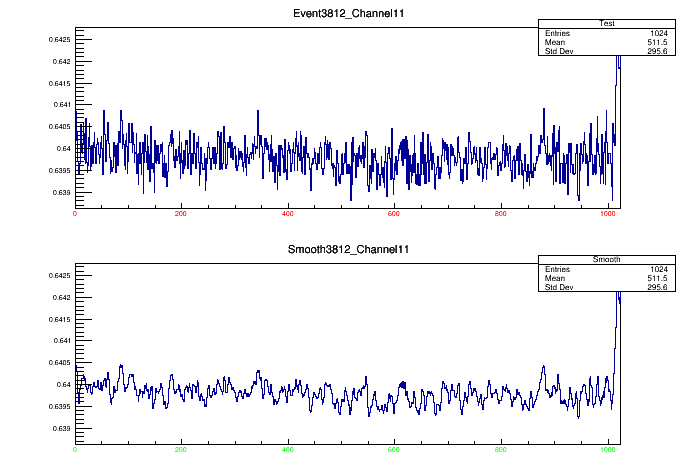 Event3812_Channel11
Test
Entries 1024
Mean 511.5
Std Dev 295.6
0.6425
0.642
0.6415
0.641
0.6405
0.64
0.6395
0.639
0 200 400 600 800 1000
Smooth3812_Channel11
Smooth
Entries 1024
Mean 511.5
Std Dev 295.6
0.6425
0.642
0.6415
0.641
0.6405
0.64
0.6395
0.639
0 200 400 600 800 1000